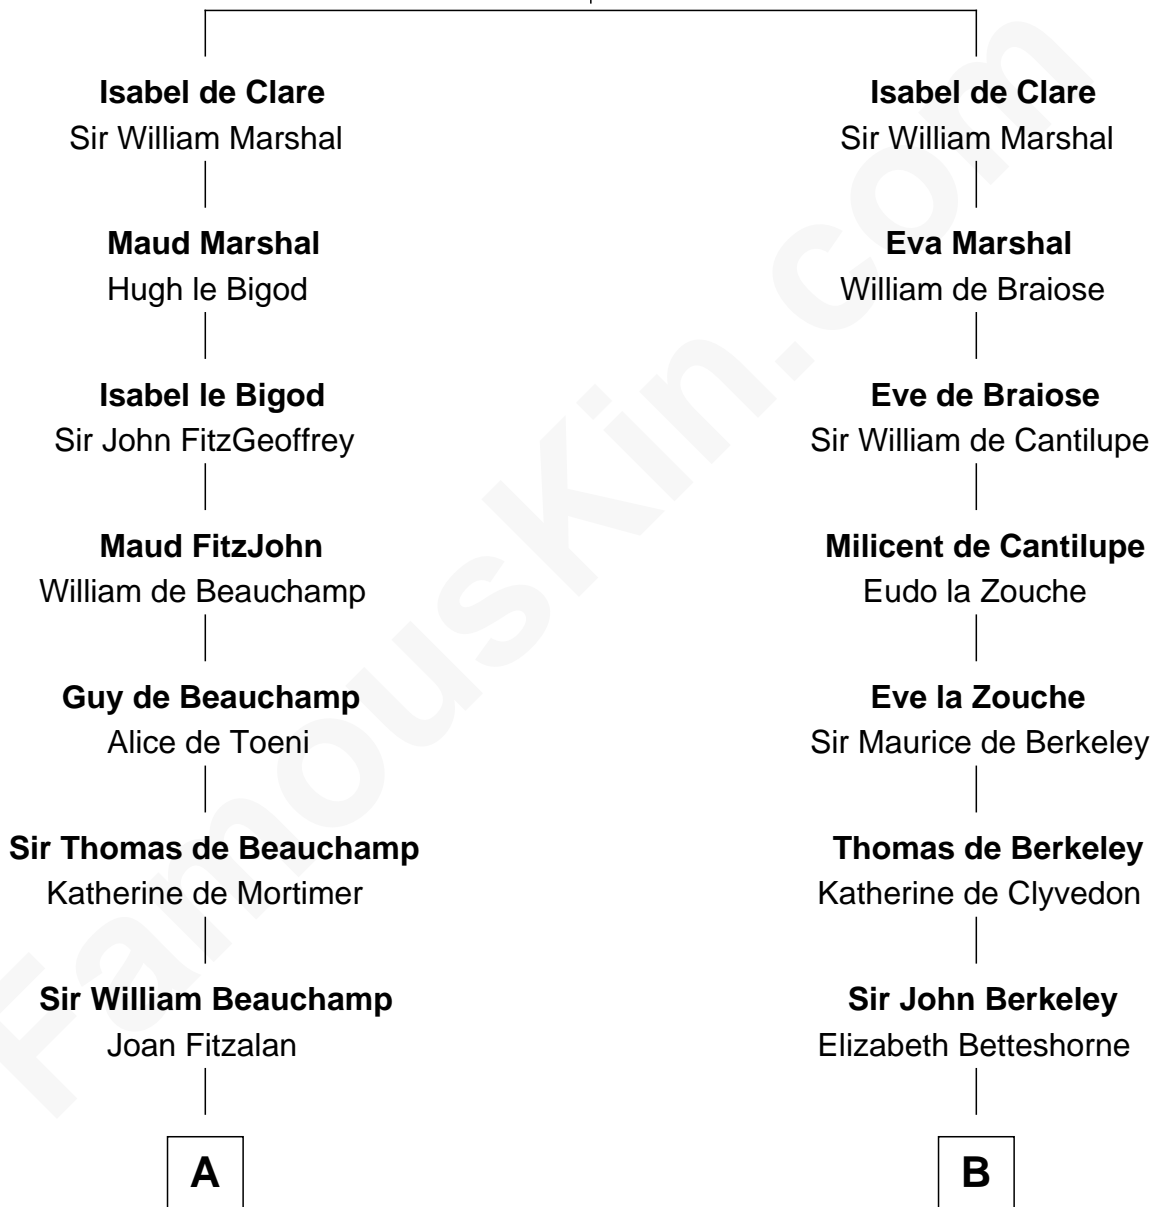 Isabel de Clare
Sir William Marshal
Maud Marshal
Hugh le Bigod
Isabel le Bigod
Sir John FitzGeoffrey
Maud FitzJohn
William de Beauchamp
Guy de Beauchamp
Alice de Toeni
Sir Thomas de Beauchamp
Katherine de Mortimer
Sir William Beauchamp
Joan Fitzalan
A
Isabel de Clare
Sir William Marshal
Eva Marshal
William de Braiose
Eve de Braiose
Sir William de Cantilupe
Milicent de Cantilupe
Eudo la Zouche
Eve la Zouche
Sir Maurice de Berkeley
Thomas de Berkeley
Katherine de Clyvedon
Sir John Berkeley
Elizabeth Betteshorne
B
FamousKin.com